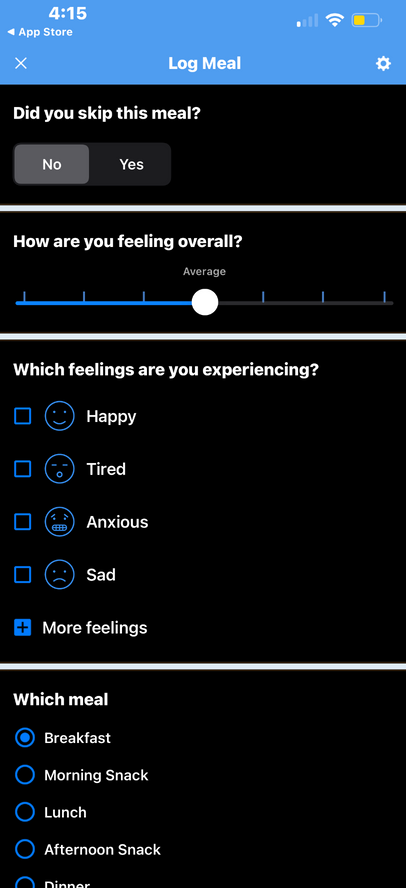 4:15
◀ App Store
Log Meal
Did you skip this meal?
No Yes
How are you feeling overall?
Average
Which feelings are you experiencing?
Happy
Tired
Anxious
Sad
More feelings
Which meal
Breakfast
Morning Snack
Lunch
Afternoon Snack
Dinner